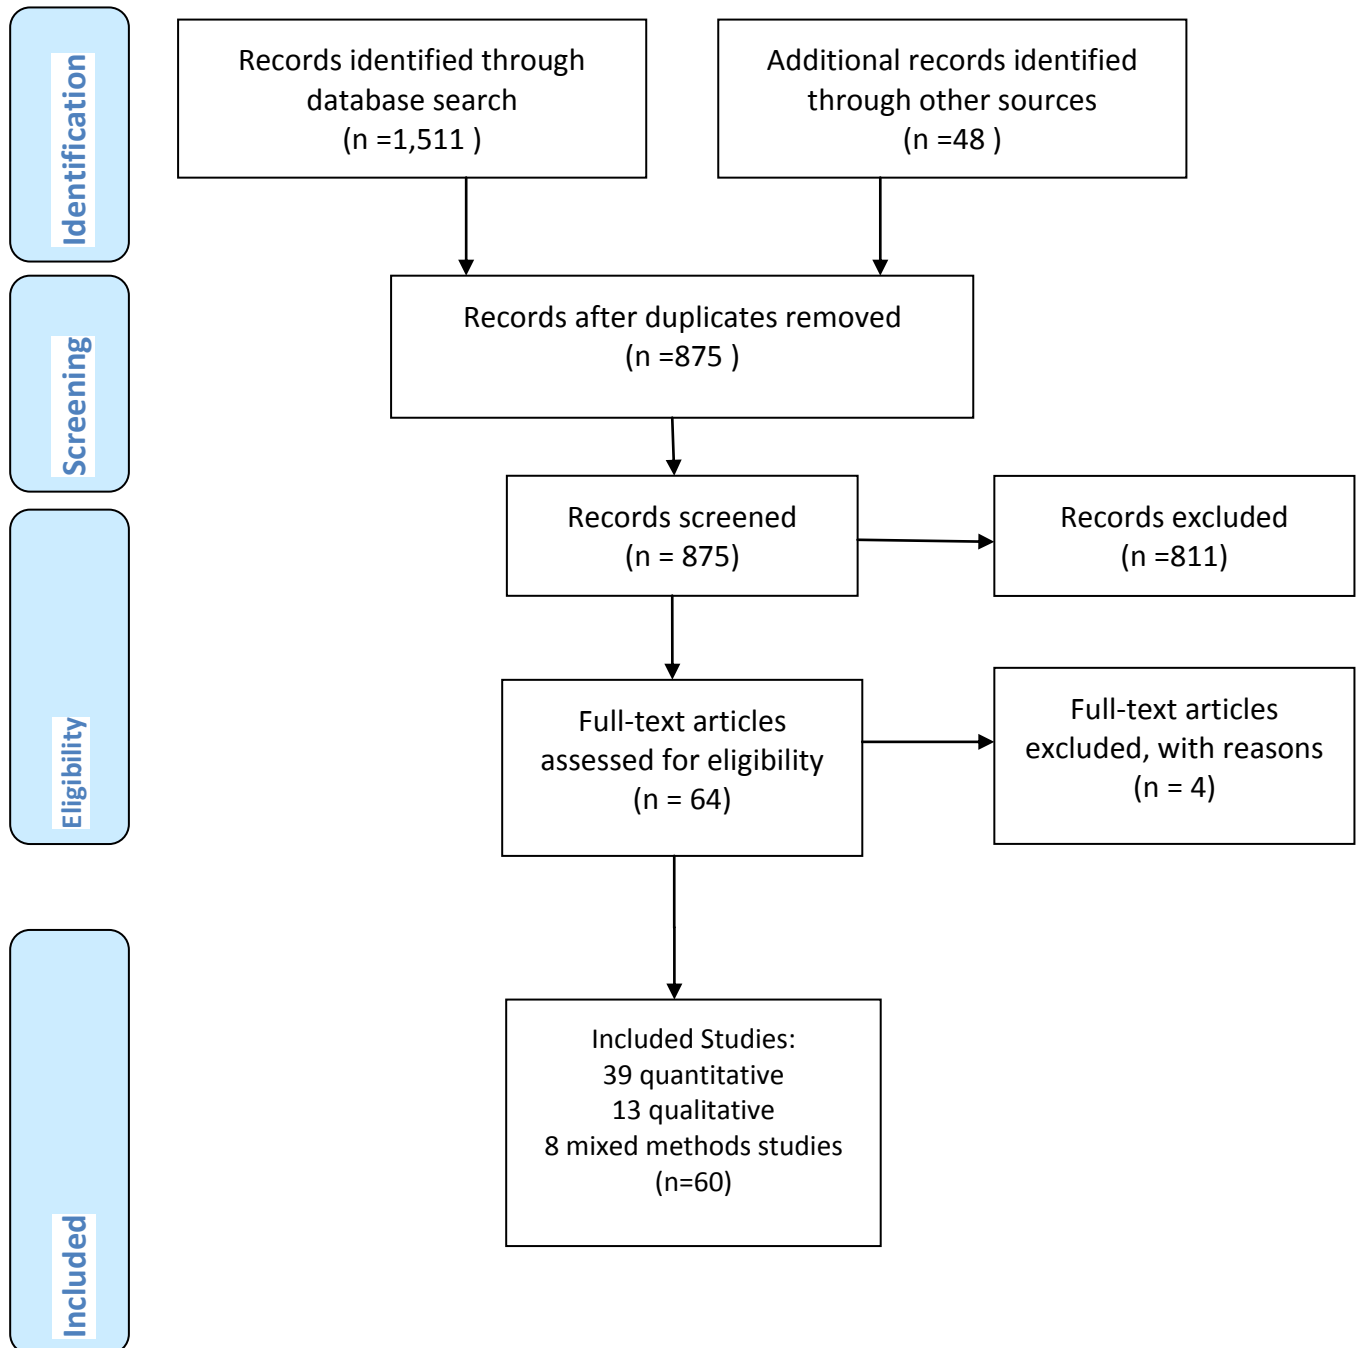 Identification
Records identified through
database search
(n =1,511 )
Additional records identified
through other sources
(n =48 )
Screening
Records after duplicates removed
(n =875 )
Records screened
(n = 875)
Records excluded
(n =811)
Eligibility
Full-text articles
assessed for eligibility
(n = 64)
Full-text articles
excluded, with reasons
(n = 4)
Included
Included Studies:
39 quantitative
13 qualitative
8 mixed methods studies
(n=60)